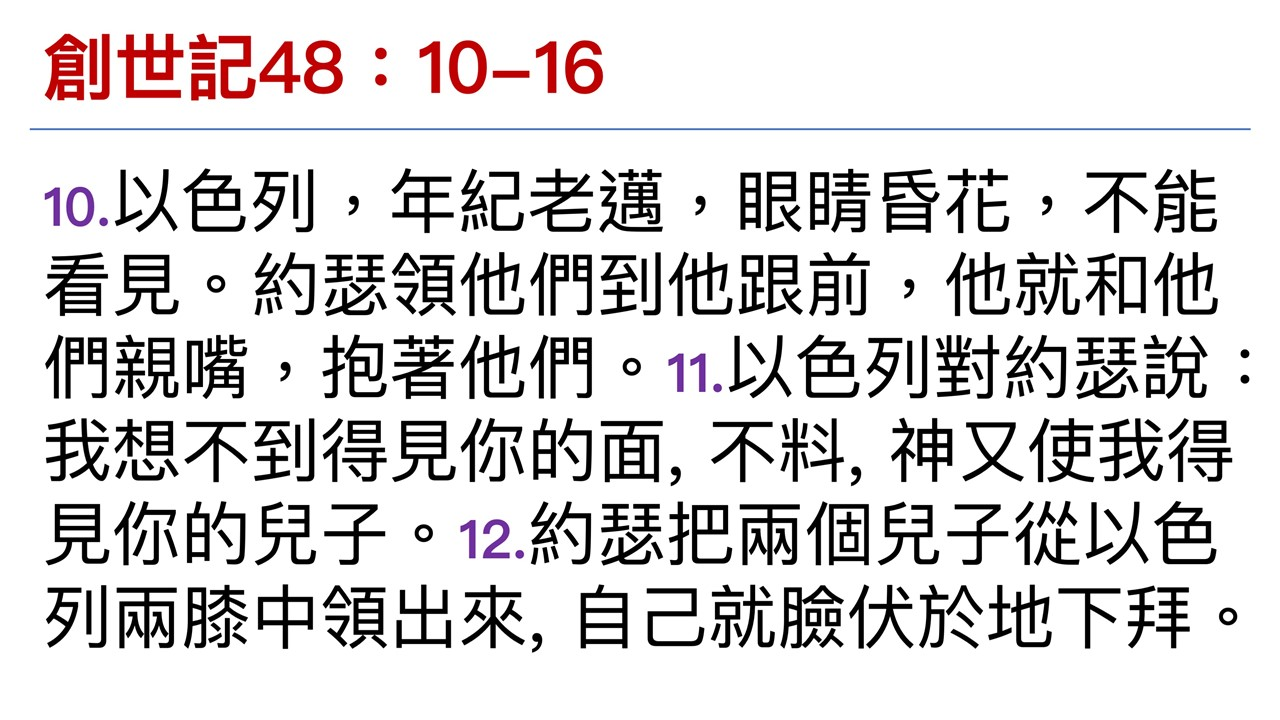 創世記48：10–16
10.以色列，年紀老邁，眼睛昏花，不能
看見。約瑟領他們到他跟前，他就和他
們親嘴，抱著他們。11.以色列對約瑟說：
我想不到得見你的面, 不料, 神又使我得
見你的兒子。12.約瑟把兩個兒子從以色
列兩膝中領出來, 自己就臉伏於地下拜。